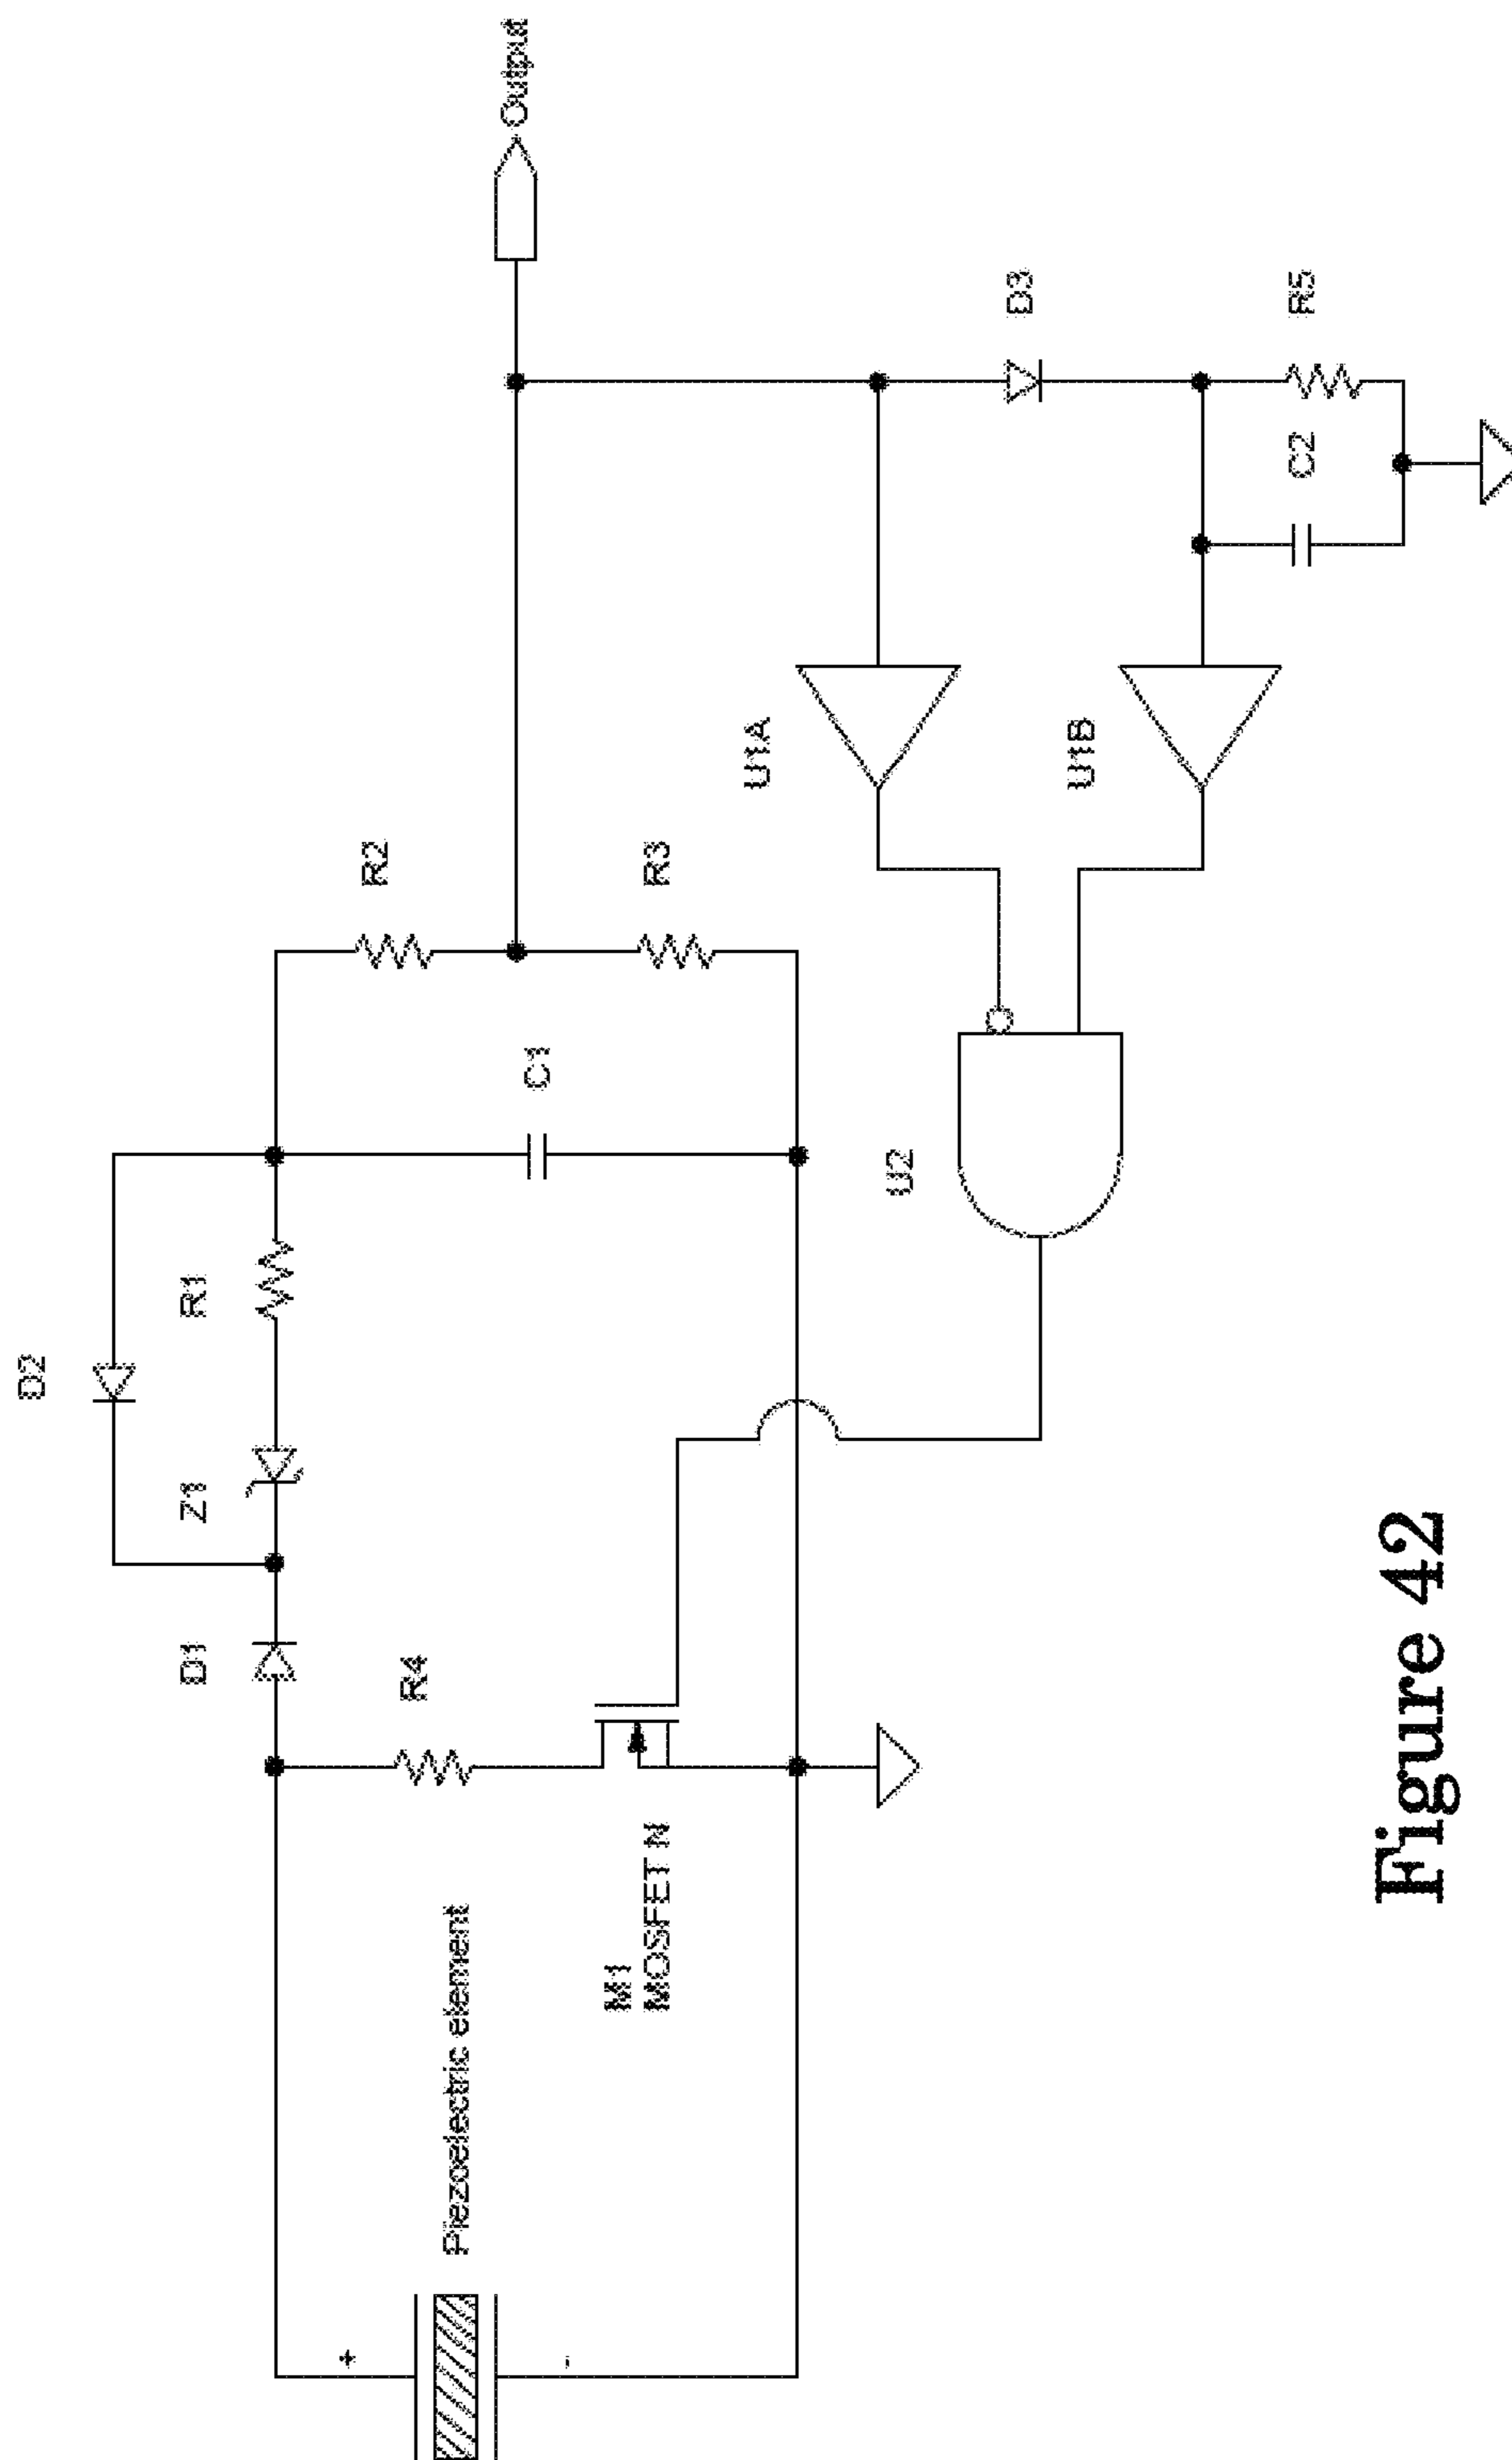 D2
Z1
R1
D1
R4
C1
R2
R3
Output
Piezoelectric element
+
-
M1
MOSFET N
U2
U1A
U1B
D3
C2
R5
Figure 42